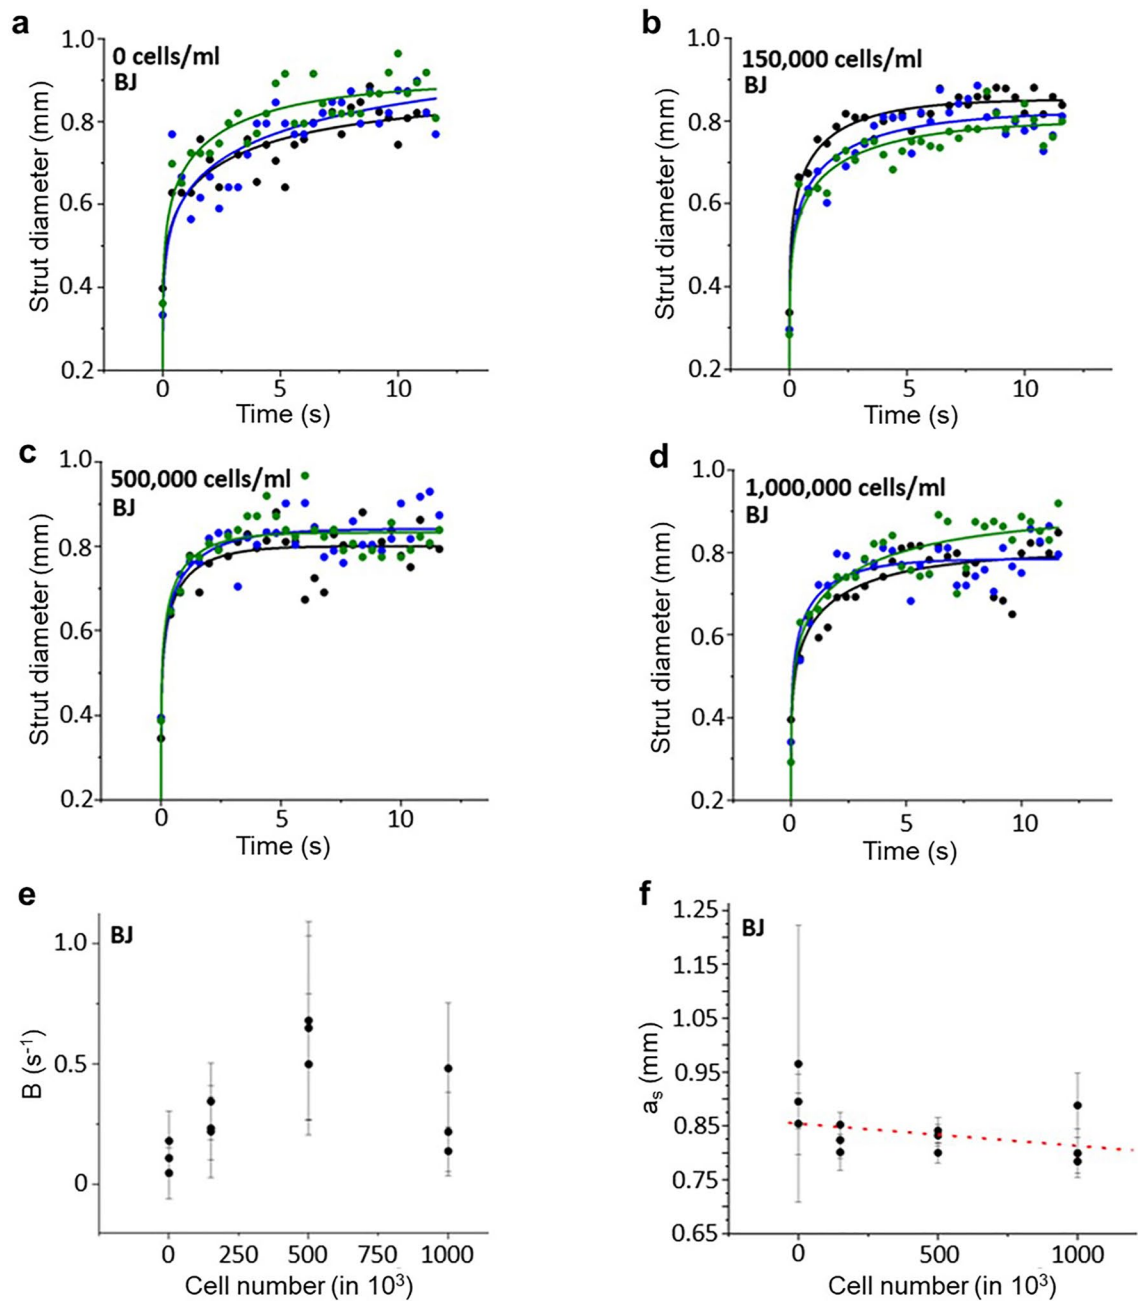 a
0 cells/ml
BJ
Strut diameter (mm)
1.0
0.8
0.6
0.4
0.2
0
5
10
Time (s)
b
150,000 cells/ml
BJ
Strut diameter (mm)
1.0
0.8
0.6
0.4
0.2
0
5
10
Time (s)
c
500,000 cells/ml
BJ
Strut diameter (mm)
1.0
0.8
0.6
0.4
0.2
0
5
10
Time (s)
d
1,000,000 cells/ml
BJ
Strut diameter (mm)
1.0
0.8
0.6
0.4
0.2
0
5
10
Time (s)
e
BJ
B (s⁻¹)
1.0
0.5
0
0
250
500
750
1000
Cell number (in 10³)
f
BJ
aₛ (mm)
1.25
1.15
1.05
0.95
0.85
0.75
0.65
0
500
1000
Cell number (in 10³)